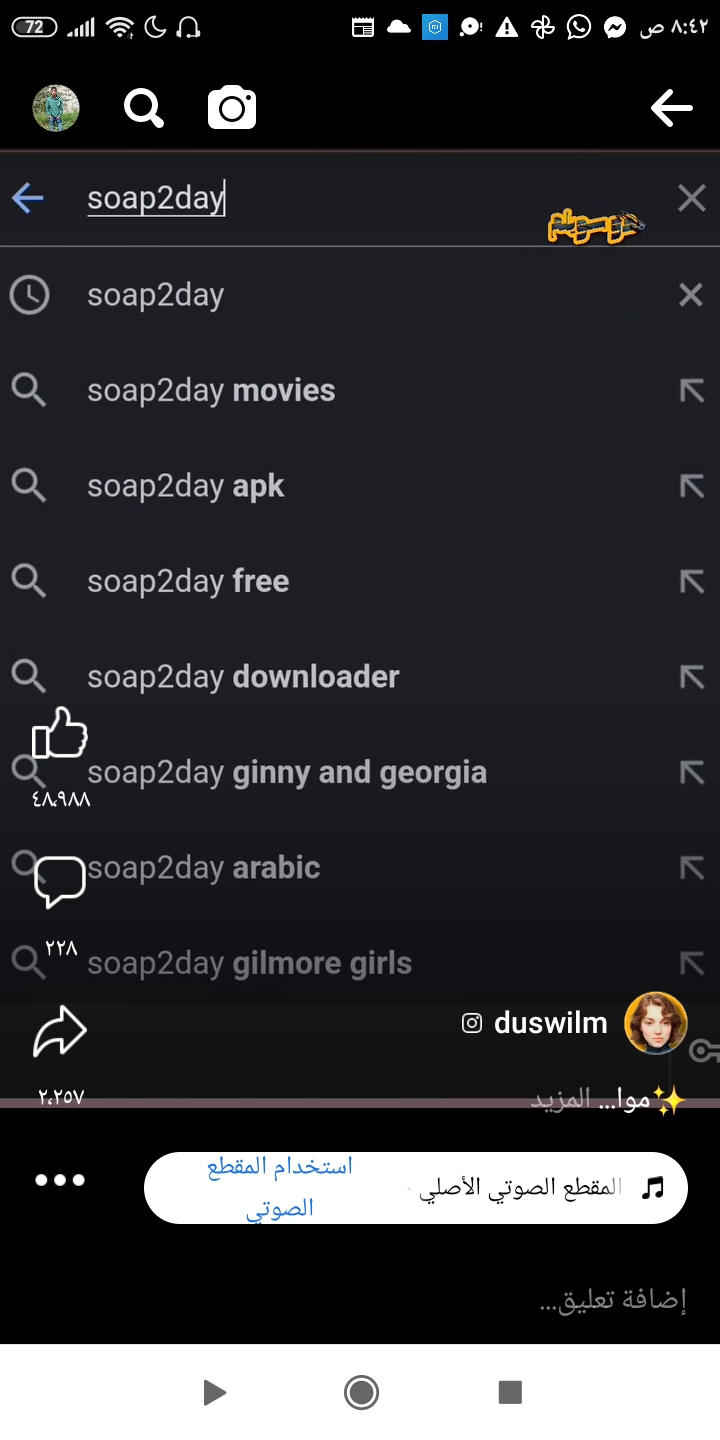 72
٨:٤٢ ص
soap2day
soap2day
soap2day movies
soap2day apk
soap2day free
soap2day downloader
soap2day ginny and georgia
٤٨،٩٨٨
soap2day arabic
٢٢٨
soap2day gilmore girls
duswilm
٢،٢٥٧
✨موا... المزيد
استخدام المقطع
الصوتي
المقطع الصوتي الأصلي ·
إضافة تعليق...